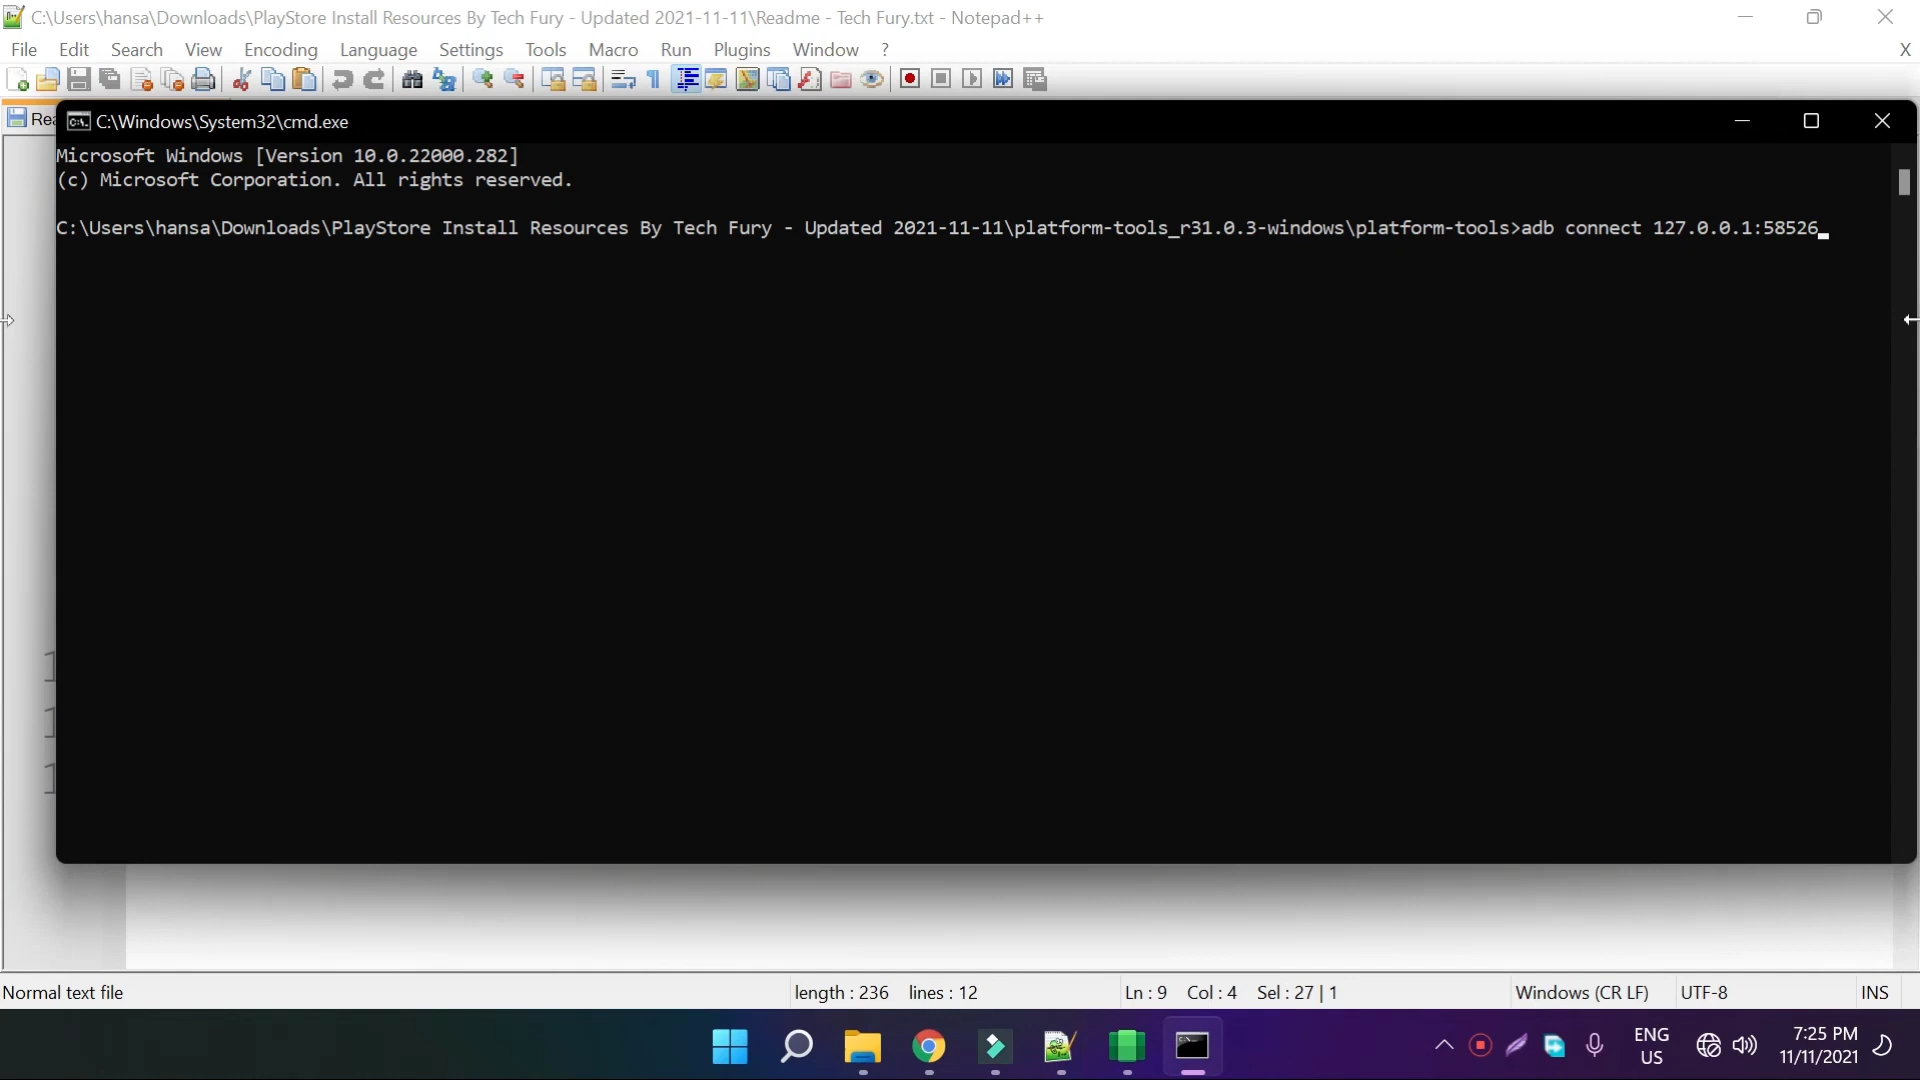 C:\Users\hansa\Downloads\PlayStore Install Resources By Tech Fury - Updated 2021-11-11\Readme - Tech Fury.txt - Notepad++
File Edit Search View Encoding Language Settings Tools Macro Run Plugins Window ? X
Rea
C:\Windows\System32\cmd.exe
Microsoft Windows [Version 10.0.22000.282]
(c) Microsoft Corporation. All rights reserved.
C:\Users\hansa\Downloads\PlayStore Install Resources By Tech Fury - Updated 2021-11-11\platform-tools_r31.0.3-windows\platform-tools>adb connect 127.0.0.1:58526
1
1
1
Normal text file length : 236 lines : 12 Ln : 9 Col : 4 Sel : 27 | 1 Windows (CR LF) UTF-8 INS
ENG 7:25 PM
US 11/11/2021